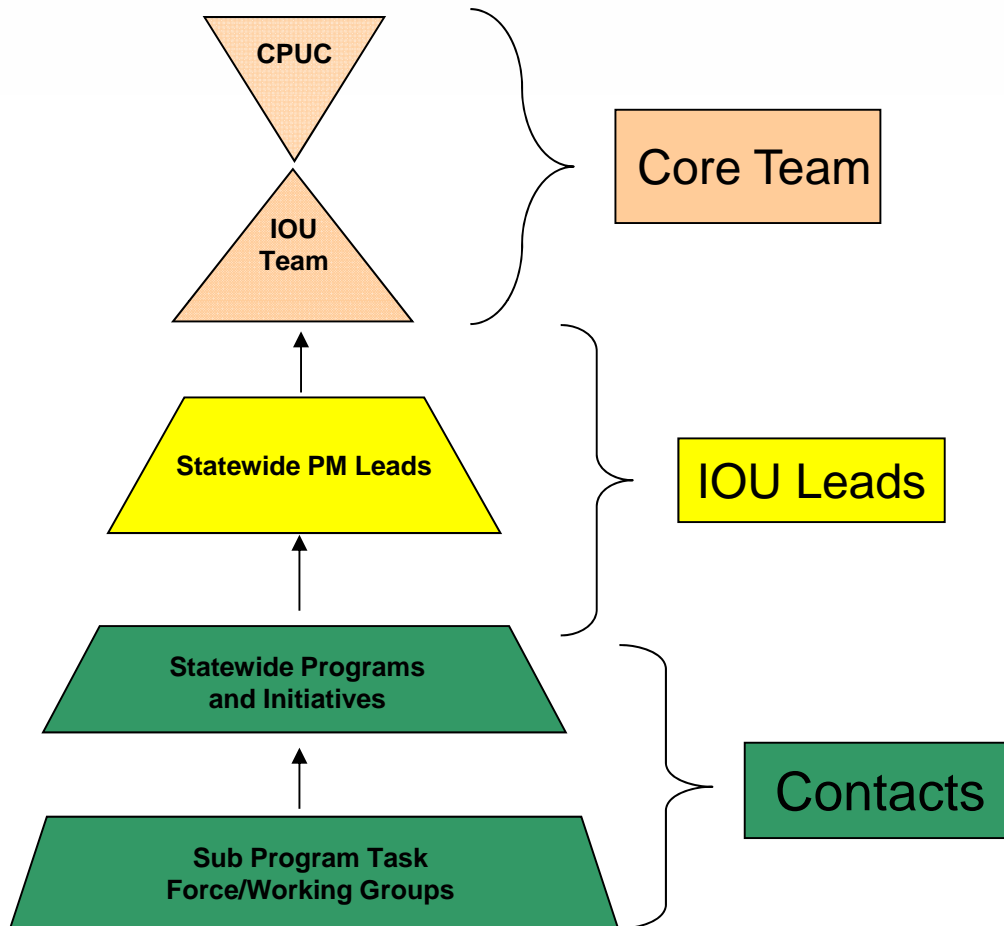 CPUC
Core Team
IOU
Team
Statewide PM Leads
IOU Leads
Statewide Programs
and Initiatives
Contacts
Sub Program Task
Force/Working Groups